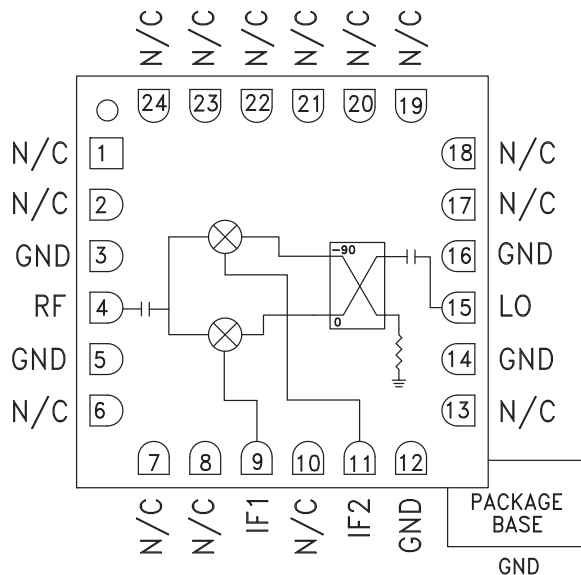 N/C N/C N/C N/C N/C N/C
24 23 22 21 20 19
N/C 1 18 N/C
N/C 2 17 N/C
GND 3 -90 16 GND
RF 4 15 LO
0
GND 5 14 GND
N/C 6 13 N/C
7 8 9 10 11 12
N/C N/C IF1 N/C IF2 GND
PACKAGE
BASE
GND